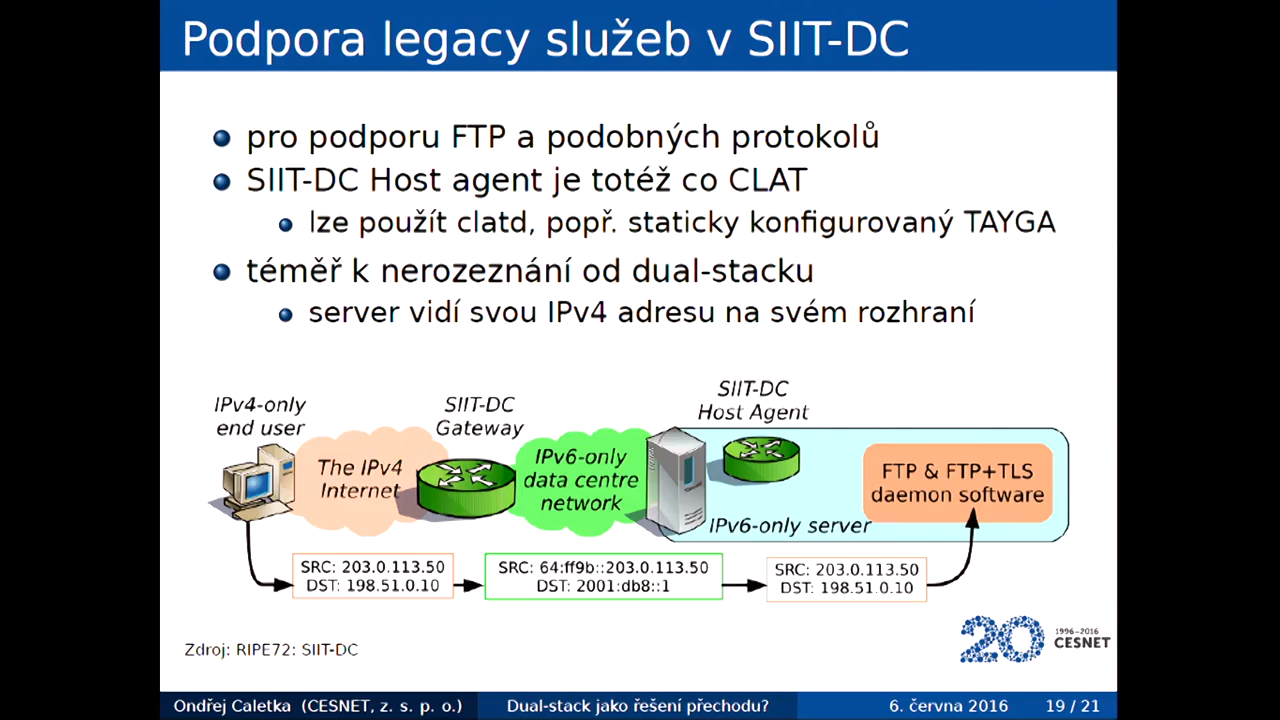 Podpora legacy služeb v SIIT-DC
pro podporu FTP a podobných protokolů
SIIT-DC Host agent je totéž co CLAT
lze použít clatd, popř. staticky konfigurovaný TAYGA
téměř k nerozeznání od dual-stacku
server vidí svou IPv4 adresu na svém rozhraní
IPv4-only
end user
The IPv4
Internet
SIIT-DC
Gateway
IPv6-only
data centre
network
SIIT-DC
Host Agent
IPv6-only server
FTP & FTP+TLS
daemon software
SRC: 203.0.113.50
DST: 198.51.0.10
SRC: 64:ff9b::203.0.113.50
DST: 2001:db8::1
SRC: 203.0.113.50
DST: 198.51.0.10
Zdroj: RIPE72: SIIT-DC
20
1996–2016
CESNET
Ondřej Caletka (CESNET, z. s. p. o.)
Dual-stack jako řešení přechodu?
6. června 2016
19 / 21